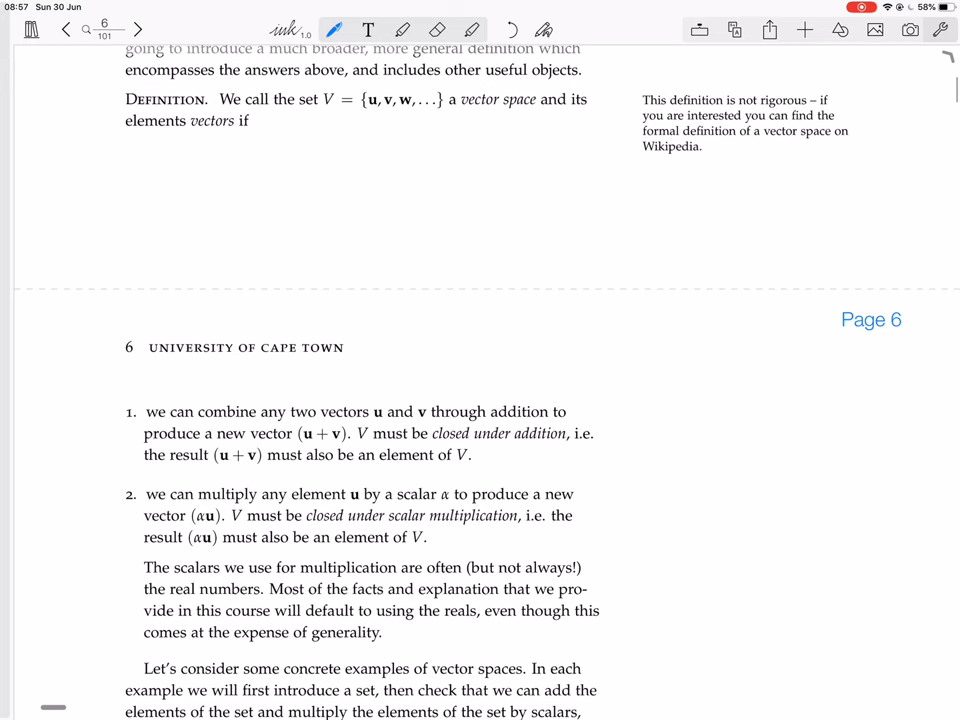 08:57 Sun 30 Jun 58%
6
101
ink 1.0 T
going to introduce a much broader, more general definition which
encompasses the answers above, and includes other useful objects.
DEFINITION. We call the set V = {u, v, w, . . .} a vector space and its
elements vectors if
This definition is not rigorous – if
you are interested you can find the
formal definition of a vector space on
Wikipedia.
Page 6
6 UNIVERSITY OF CAPE TOWN
1. we can combine any two vectors u and v through addition to
produce a new vector (u + v). V must be closed under addition, i.e.
the result (u + v) must also be an element of V.
2. we can multiply any element u by a scalar α to produce a new
vector (αu). V must be closed under scalar multiplication, i.e. the
result (αu) must also be an element of V.
The scalars we use for multiplication are often (but not always!)
the real numbers. Most of the facts and explanation that we pro-
vide in this course will default to using the reals, even though this
comes at the expense of generality.
Let's consider some concrete examples of vector spaces. In each
example we will first introduce a set, then check that we can add the
elements of the set and multiply the elements of the set by scalars,